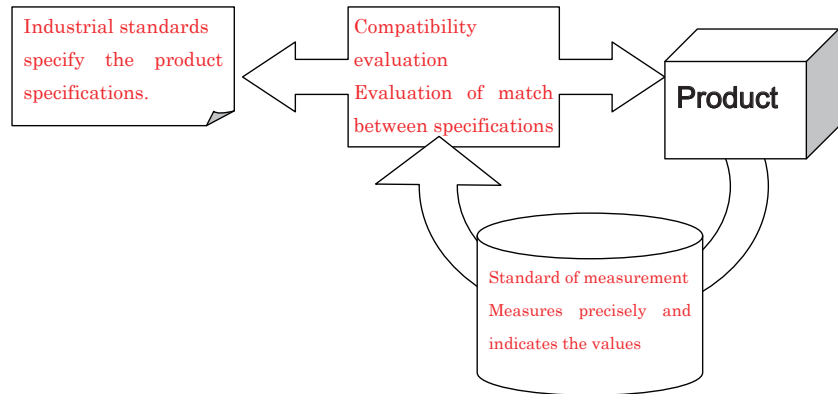 Industrial standards
specify the product
specifications.
Compatibility
evaluation
Evaluation of match
between specifications
Product
Standard of measurement
Measures precisely and
indicates the values